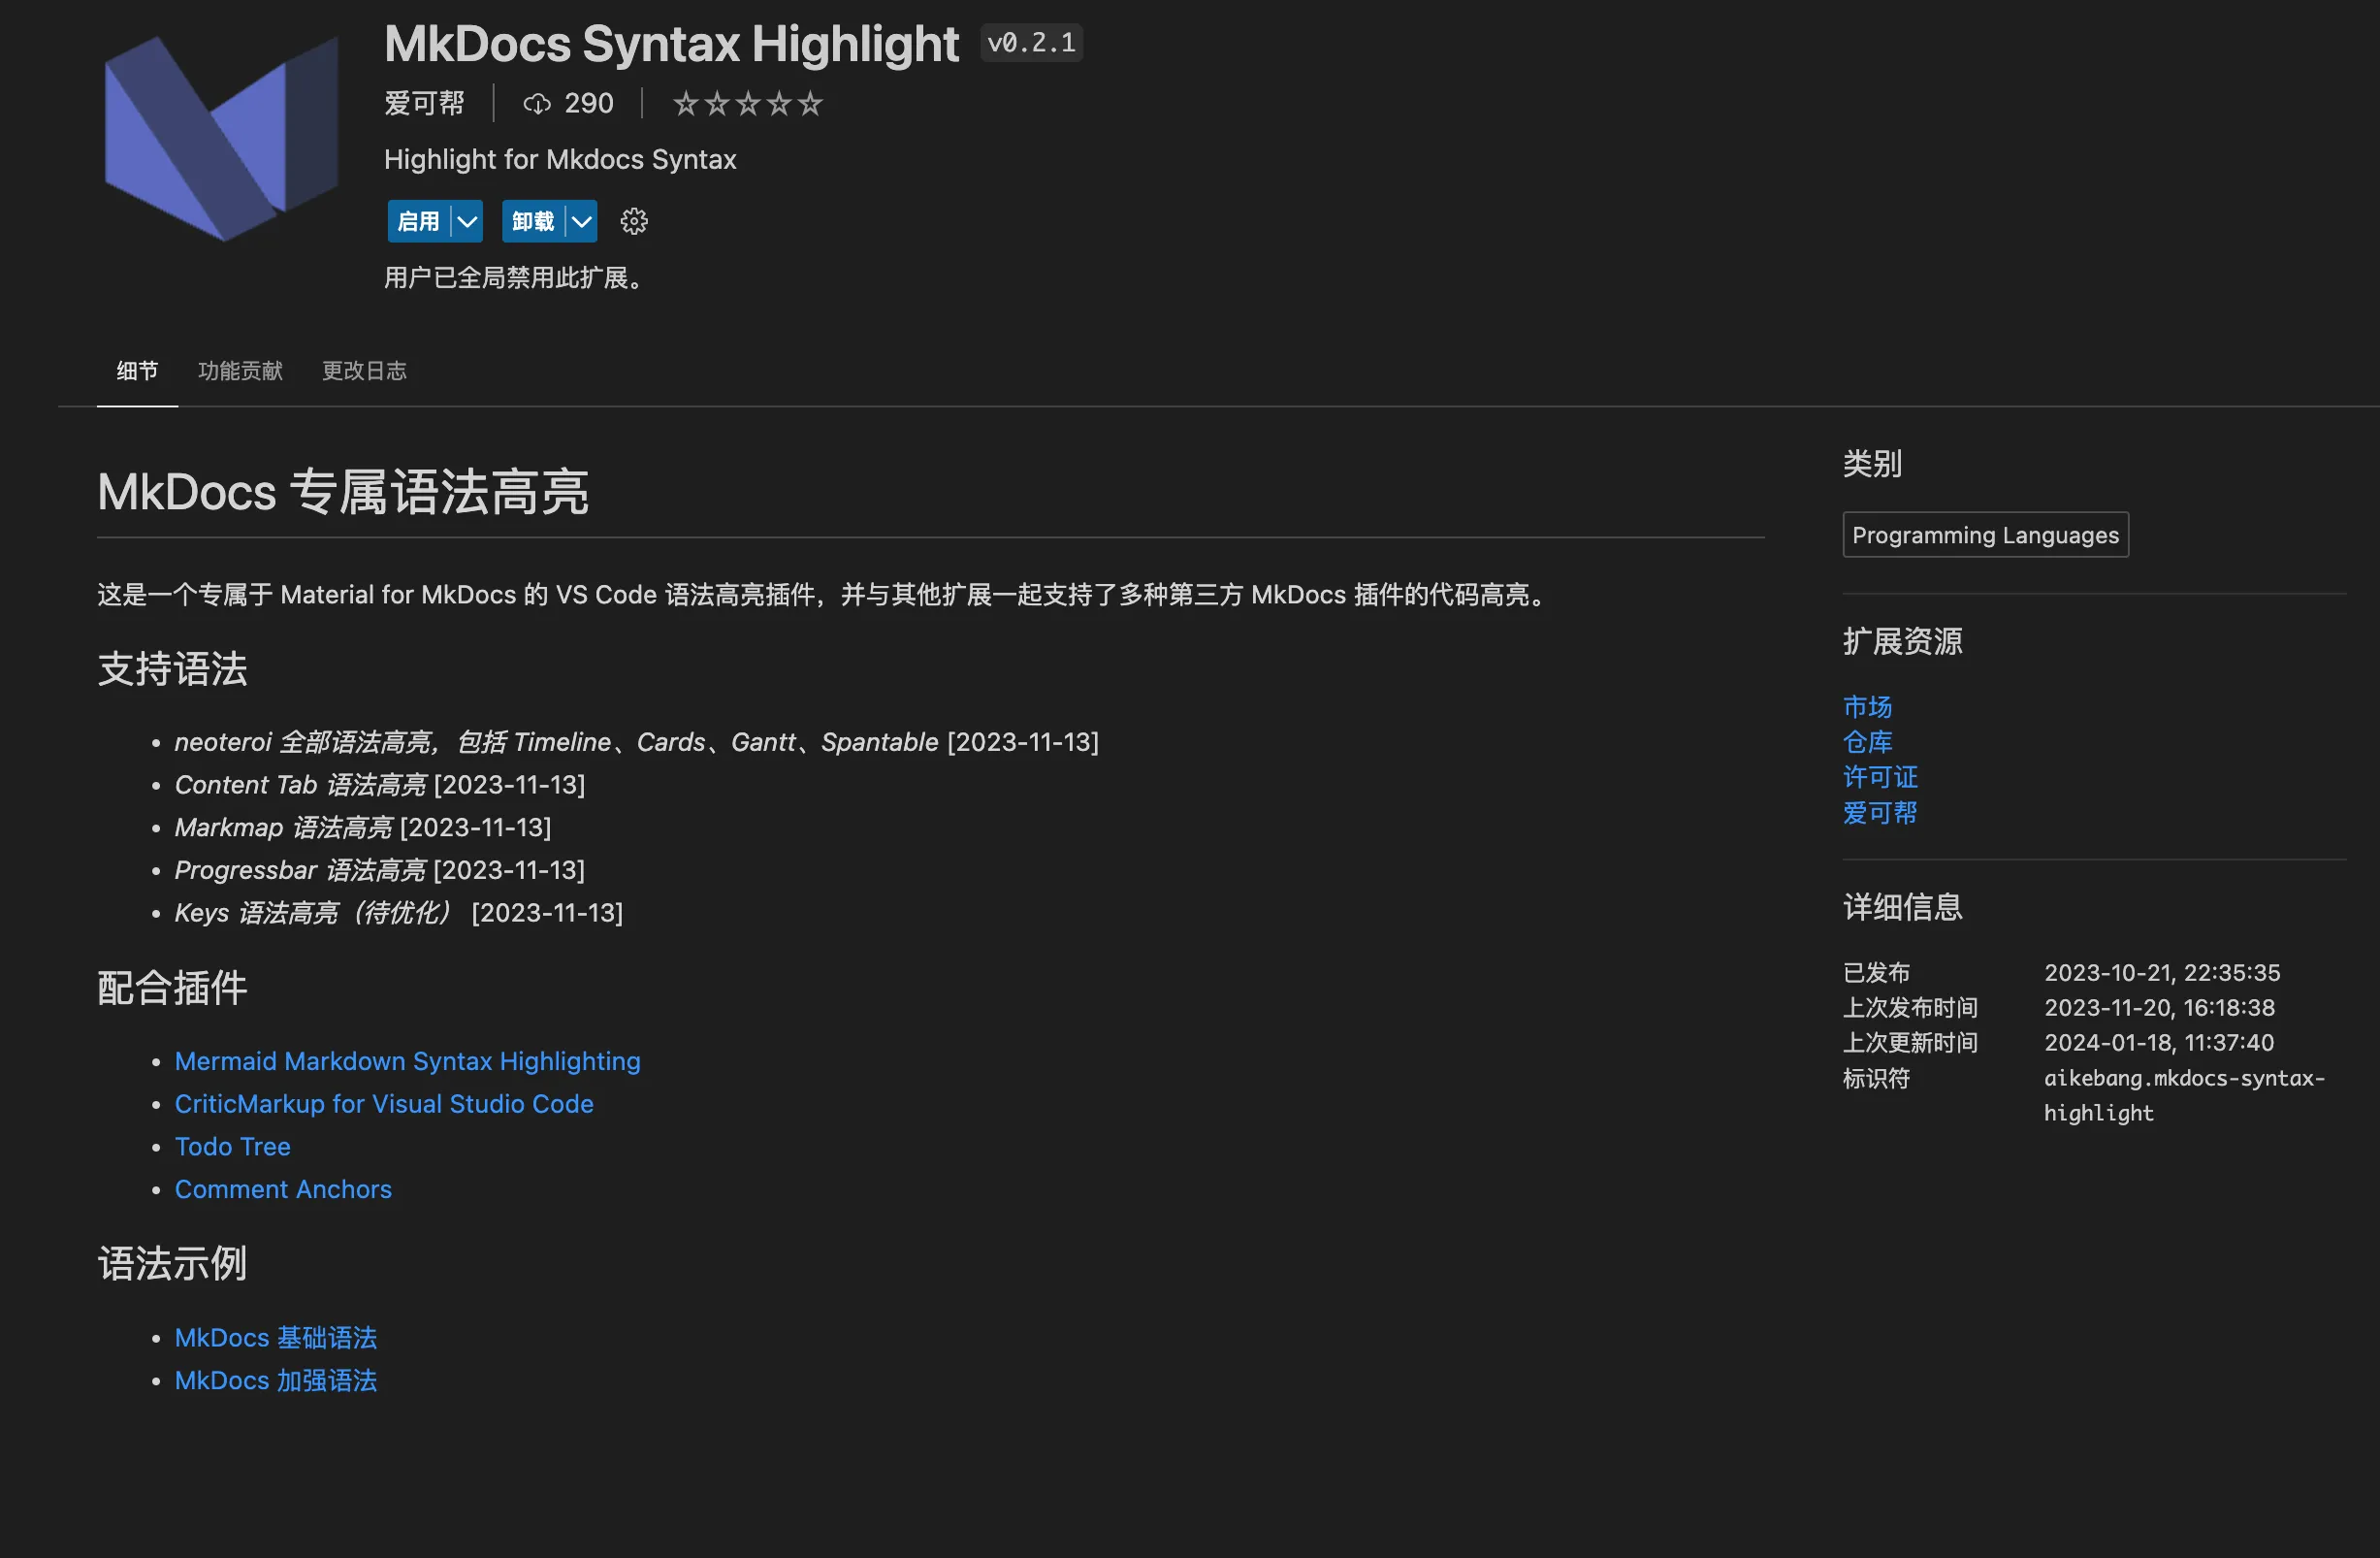 MkDocs Syntax Highlight v0.2.1
爱可帮 290
Highlight for Mkdocs Syntax
启用 卸载
用户已全局禁用此扩展。
细节 功能贡献 更改日志
MkDocs 专属语法高亮
这是一个专属于 Material for MkDocs 的 VS Code 语法高亮插件，并与其他扩展一起支持了多种第三方 MkDocs 插件的代码高亮。
支持语法
neoteroi 全部语法高亮，包括 Timeline、Cards、Gantt、Spantable [2023-11-13]
Content Tab 语法高亮 [2023-11-13]
Markmap 语法高亮 [2023-11-13]
Progressbar 语法高亮 [2023-11-13]
Keys 语法高亮（待优化） [2023-11-13]
配合插件
Mermaid Markdown Syntax Highlighting
CriticMarkup for Visual Studio Code
Todo Tree
Comment Anchors
语法示例
MkDocs 基础语法
MkDocs 加强语法
类别
Programming Languages
扩展资源
市场
仓库
许可证
爱可帮
详细信息
已发布 2023-10-21, 22:35:35
上次发布时间 2023-11-20, 16:18:38
上次更新时间 2024-01-18, 11:37:40
标识符 aikebang.mkdocs-syntax-
highlight